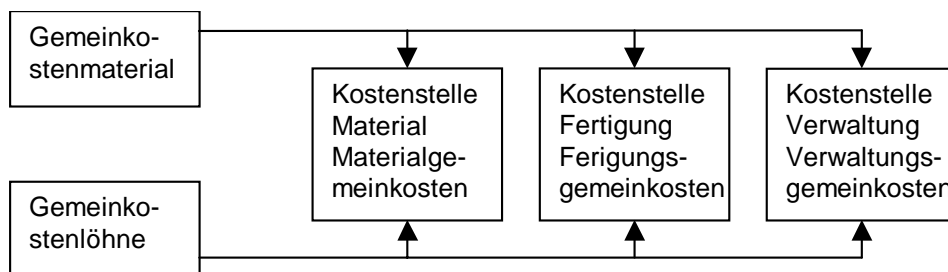 Gemeinko-
stenmaterial
Kostenstelle
Material
Materialge-
meinkosten
Kostenstelle
Fertigung
Ferigungs-
gemeinkosten
Kostenstelle
Verwaltung
Verwaltungs-
gemeinkosten
Gemeinko-
stenlöhne